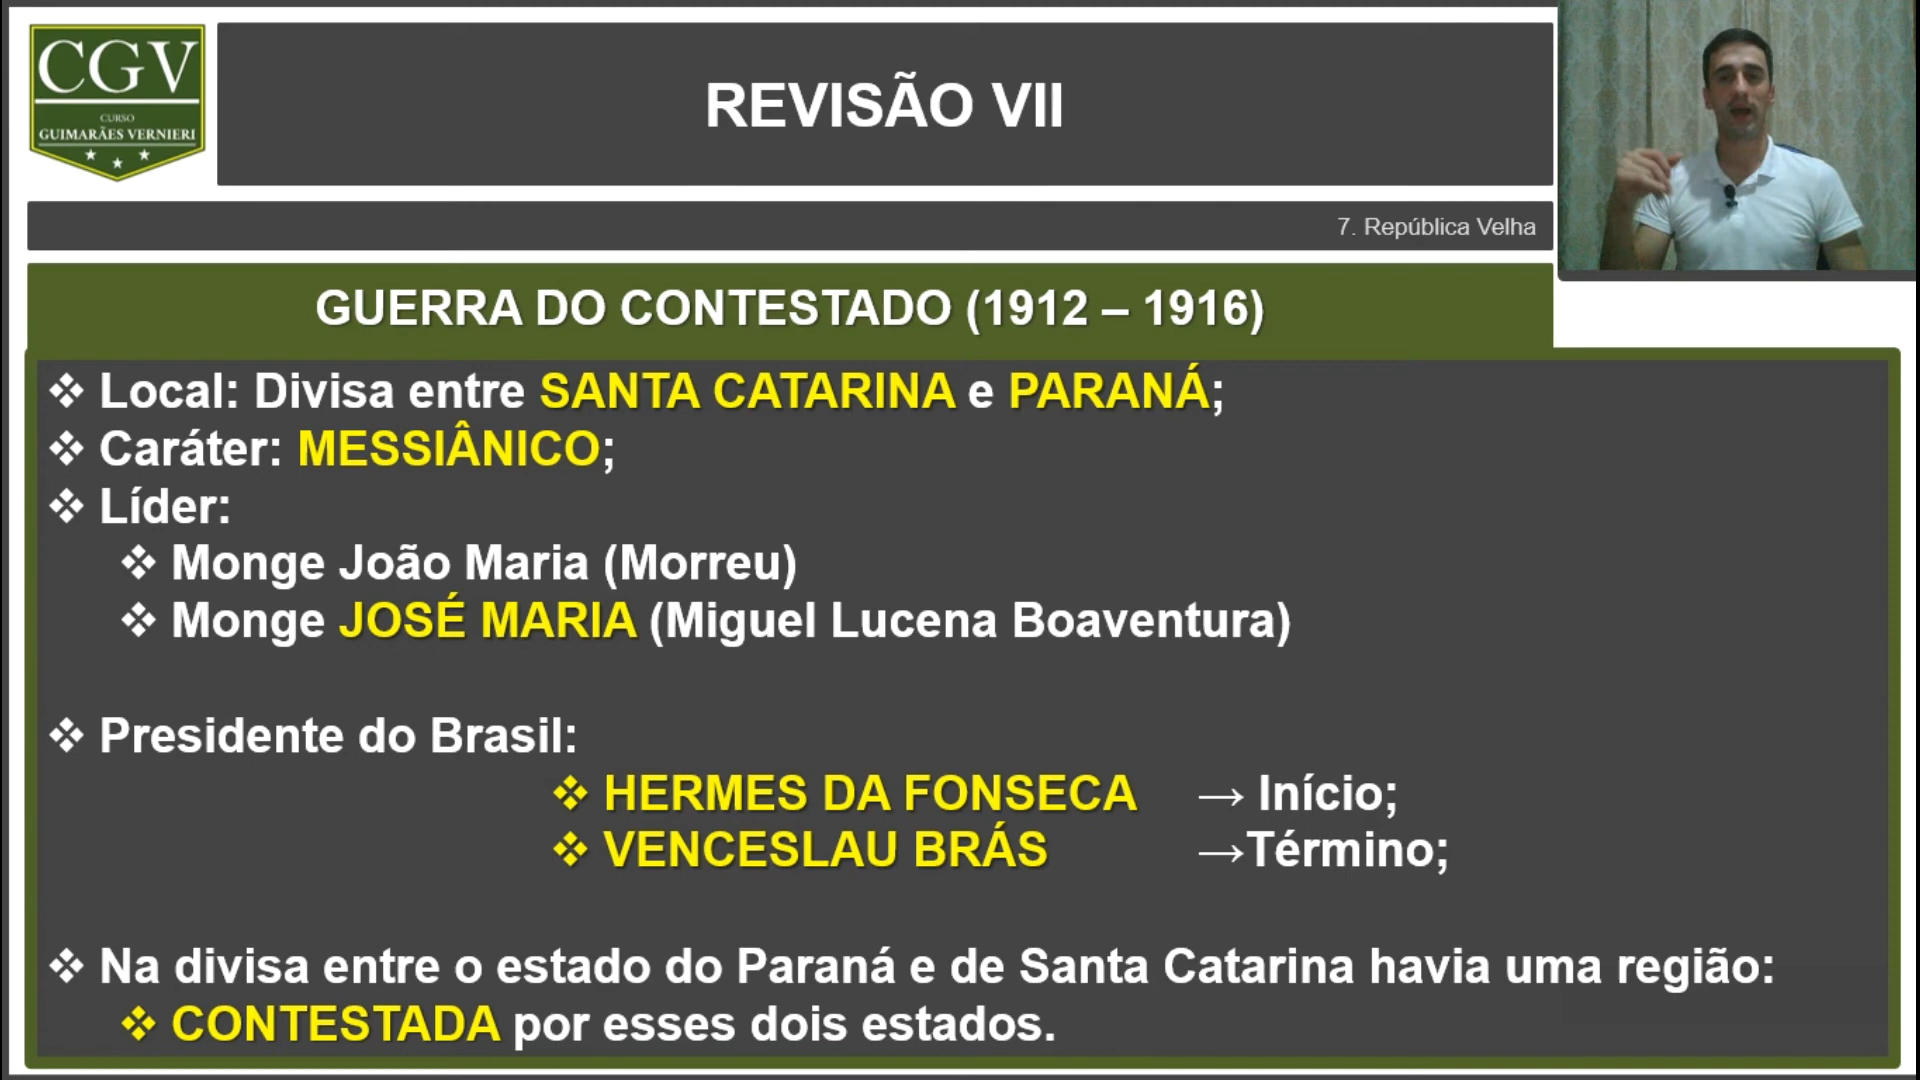 CGV
CURSO
GUIMARÃES VERNIERI
REVISÃO VII
7. República Velha
GUERRA DO CONTESTADO (1912 – 1916)
❖ Local: Divisa entre SANTA CATARINA e PARANÁ;
❖ Caráter: MESSIÂNICO;
❖ Líder:
❖ Monge João Maria (Morreu)
❖ Monge JOSÉ MARIA (Miguel Lucena Boaventura)
❖ Presidente do Brasil:
❖ HERMES DA FONSECA → Início;
❖ VENCESLAU BRÁS →Término;
❖ Na divisa entre o estado do Paraná e de Santa Catarina havia uma região:
❖ CONTESTADA por esses dois estados.